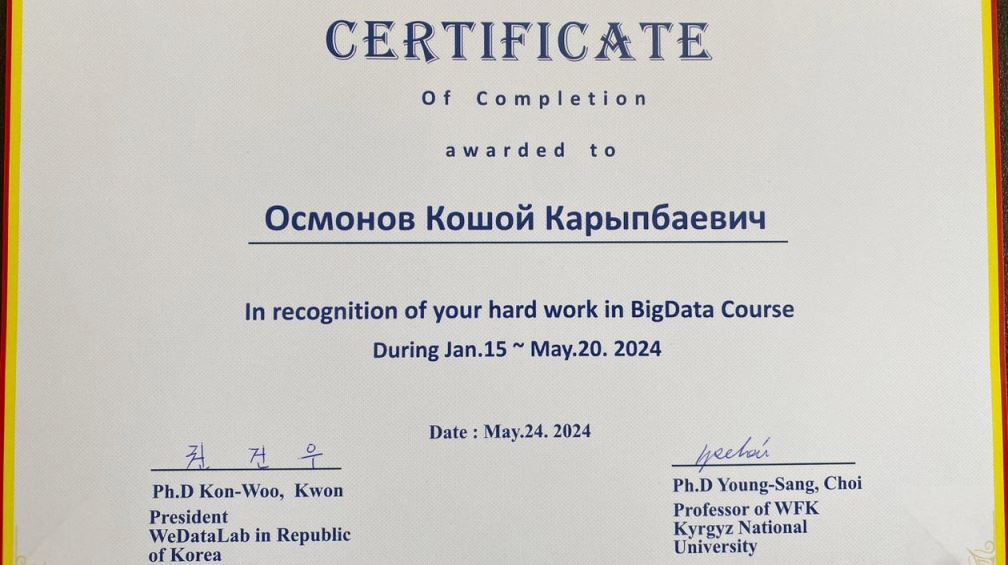 CERTIFICATE
Of Completion
awarded to
Осмонов Кошой Карыпбаевич
In recognition of your hard work in BigData Course
During Jan.15 ~ May.20. 2024
Date : May.24. 2024
권 건 우
Ph.D Kon-Woo, Kwon
President
WeDataLab in Republic
of Korea
Ph.D Young-Sang, Choi
Professor of WFK
Kyrgyz National
University